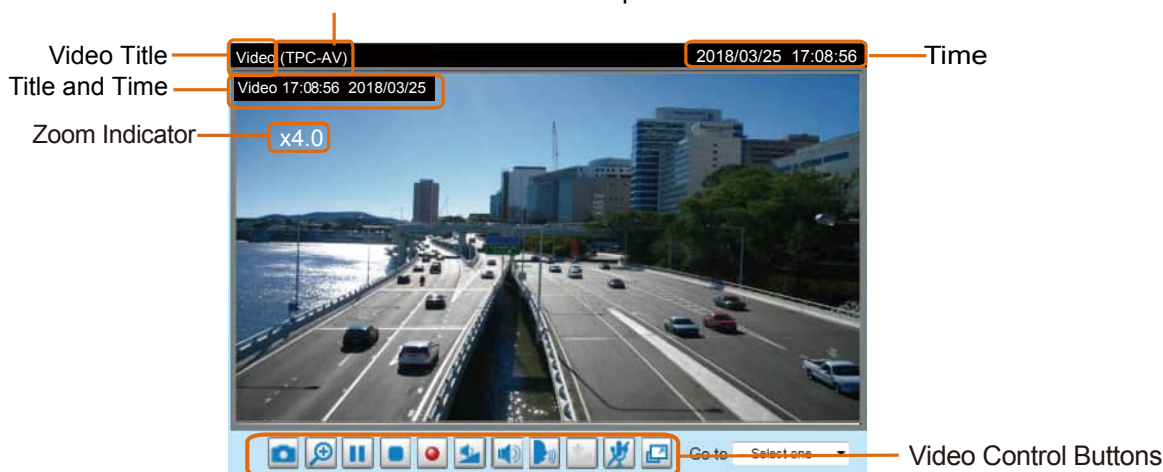 Video Title
Video (TPC-AV)
2018/03/25 17:08:56
Time
Title and Time
Video 17:08:56 2018/03/25
Zoom Indicator
x4.0
Go to
Select one
Video Control Buttons